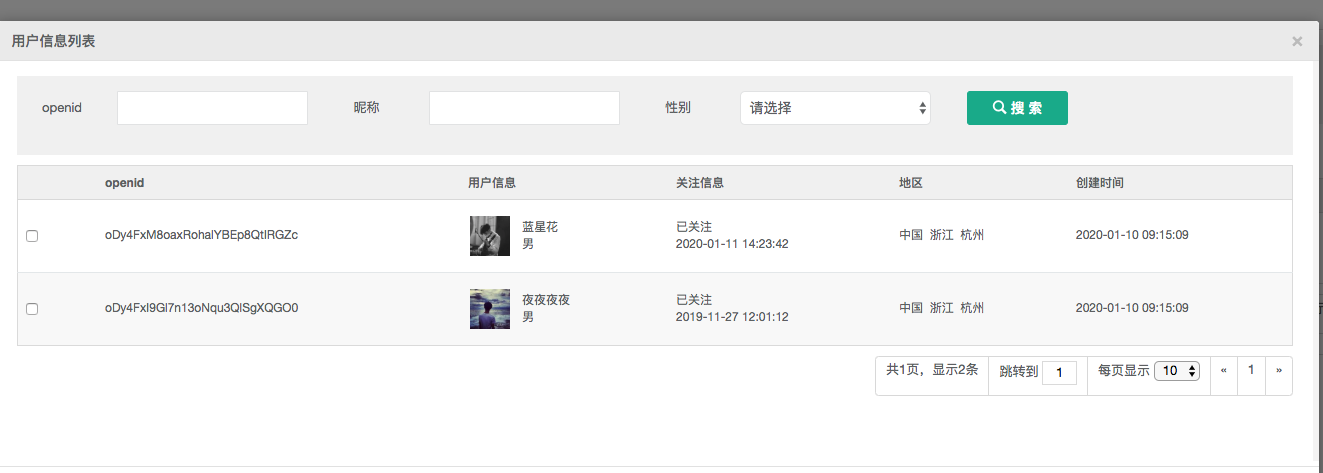 用户信息列表 ×
openid 昵称 性别 请选择 搜 索
openid 用户信息 关注信息 地区 创建时间
oDy4FxM8oaxRohalYBEp8QtIRGZc 蓝星花 男 已关注 2020-01-11 14:23:42 中国 浙江 杭州 2020-01-10 09:15:09
oDy4FxI9Gl7n13oNqu3QlSgXQGO0 夜夜夜夜 男 已关注 2019-11-27 12:01:12 中国 浙江 杭州 2020-01-10 09:15:09
共1页，显示2条 跳转到 1 每页显示 10 « 1 »